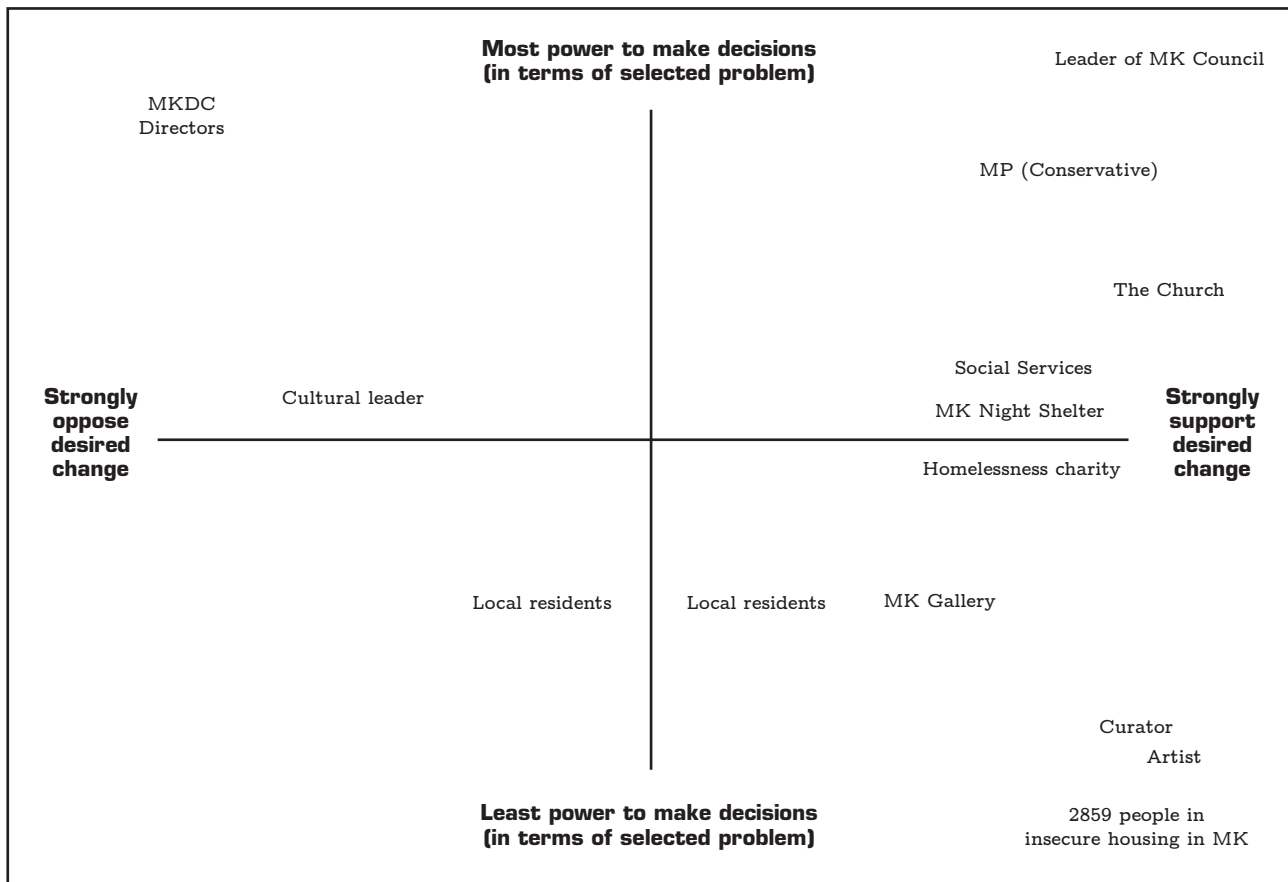 Most power to make decisions
(in terms of selected problem)
Leader of MK Council
MKDC
Directors
MP (Conservative)
The Church
Social Services
Cultural leader
MK Night Shelter
Strongly
oppose
desired
change
Strongly
support
desired
change
Homelessness charity
Local residents
Local residents
MK Gallery
Curator
Artist
Least power to make decisions
(in terms of selected problem)
2859 people in
insecure housing in MK